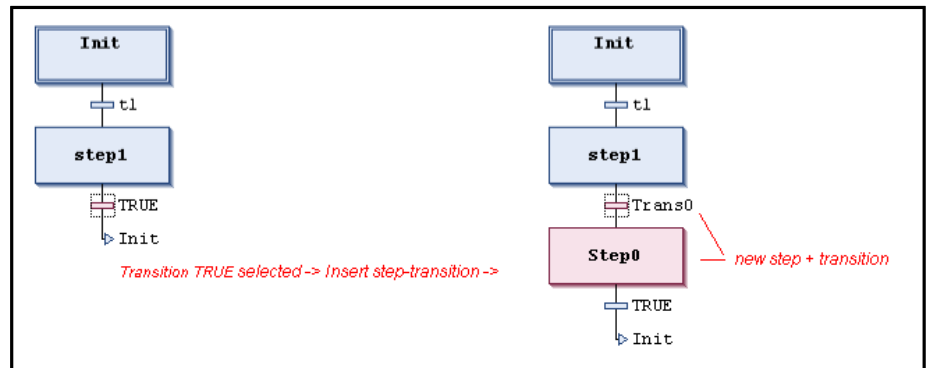 Init
t1
step1
TRUE
Init
Transition TRUE selected -> Insert step-transition ->
Init
t1
step1
Trans0
Step0
new step + transition
TRUE
Init